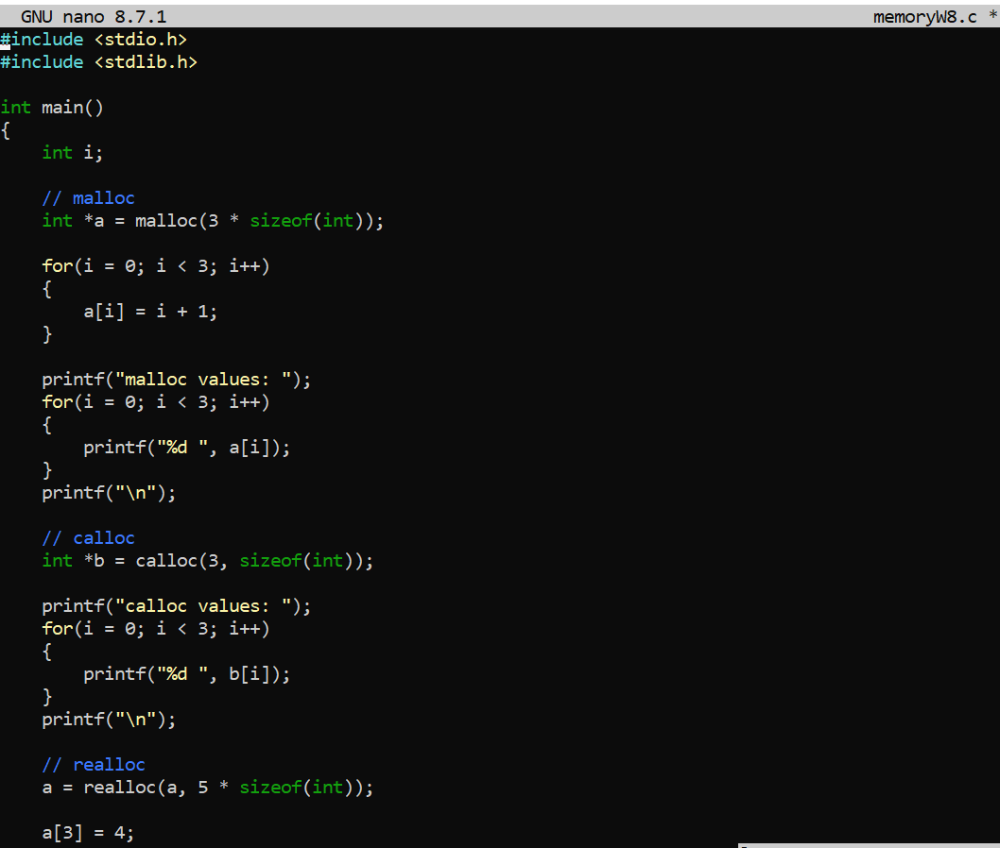 GNU nano 8.7.1 memoryW8.c *
#include <stdio.h>
#include <stdlib.h>

int main()
{
    int i;

    // malloc
    int *a = malloc(3 * sizeof(int));

    for(i = 0; i < 3; i++)
    {
        a[i] = i + 1;
    }

    printf("malloc values: ");
    for(i = 0; i < 3; i++)
    {
        printf("%d ", a[i]);
    }
    printf("\n");

    // calloc
    int *b = calloc(3, sizeof(int));

    printf("calloc values: ");
    for(i = 0; i < 3; i++)
    {
        printf("%d ", b[i]);
    }
    printf("\n");

    // realloc
    a = realloc(a, 5 * sizeof(int));

    a[3] = 4;